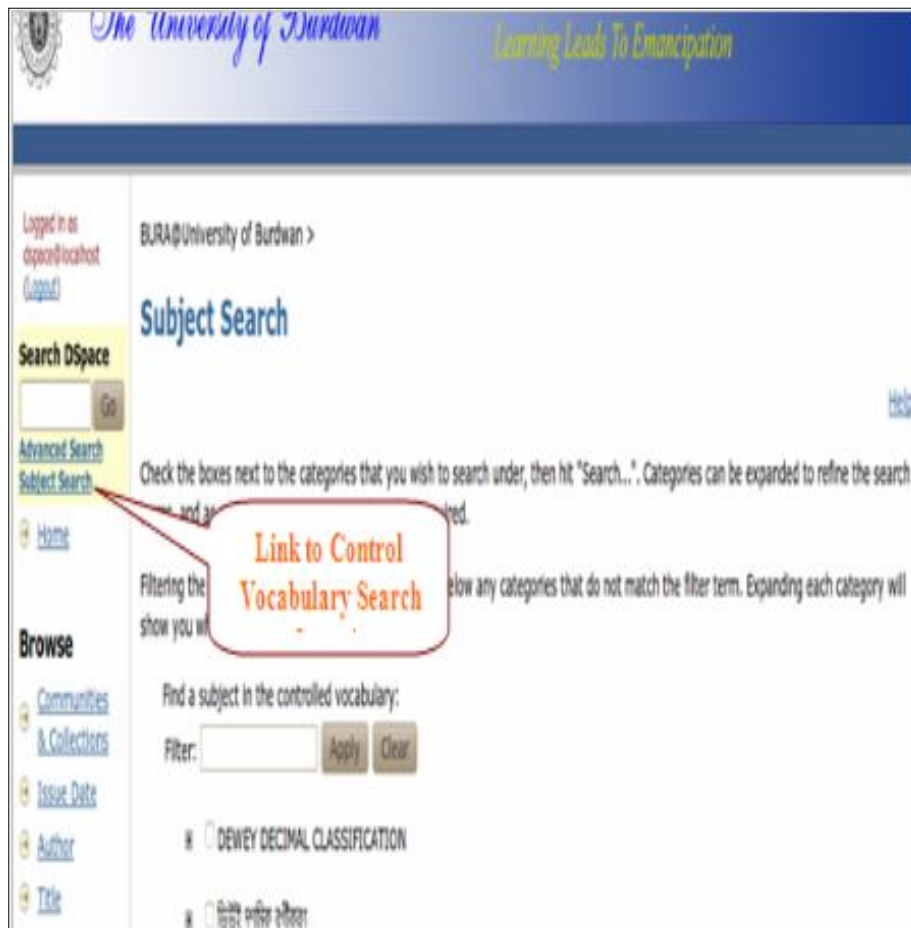 The University of Burdwan
Learning Leads To Emancipation
Logged in as
dspace@localhost
(Logout)
Search DSpace
Go
Advanced Search
Subject Search
Home
Browse
Communities
& Collections
Issue Date
Author
Title
BURA@University of Burdwan >
Subject Search
Help
Check the boxes next to the categories that you wish to search under, then hit "Search...". Categories can be expanded to refine the search
and
Filtering the below any categories that do not match the filter term. Expanding each category will
show you
Link to Control
Vocabulary Search
Find a subject in the controlled vocabulary:
Filter: Apply Clear
DEWEY DECIMAL CLASSIFICATION